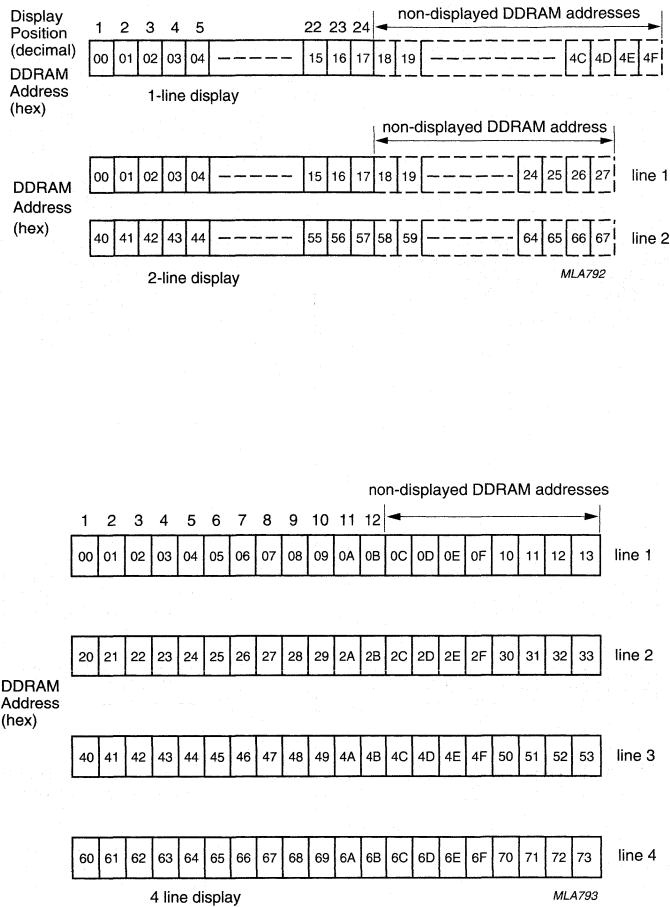 Display
Position
(decimal)
1 2 3 4 5 22 23 24 non-displayed DDRAM addresses
DDRAM
Address
(hex)
00 01 02 03 04 15 16 17 18 19 4C 4D 4E 4F
1-line display
non-displayed DDRAM address
DDRAM
Address
(hex)
00 01 02 03 04 15 16 17 18 19 24 25 26 27 line 1
40 41 42 43 44 55 56 57 58 59 64 65 66 67 line 2
2-line display
MLA792
non-displayed DDRAM addresses
1 2 3 4 5 6 7 8 9 10 11 12
00 01 02 03 04 05 06 07 08 09 0A 0B 0C 0D 0E 0F 10 11 12 13 line 1
20 21 22 23 24 25 26 27 28 29 2A 2B 2C 2D 2E 2F 30 31 32 33 line 2
DDRAM
Address
(hex)
40 41 42 43 44 45 46 47 48 49 4A 4B 4C 4D 4E 4F 50 51 52 53 line 3
60 61 62 63 64 65 66 67 68 69 6A 6B 6C 6D 6E 6F 70 71 72 73 line 4
4 line display
MLA793